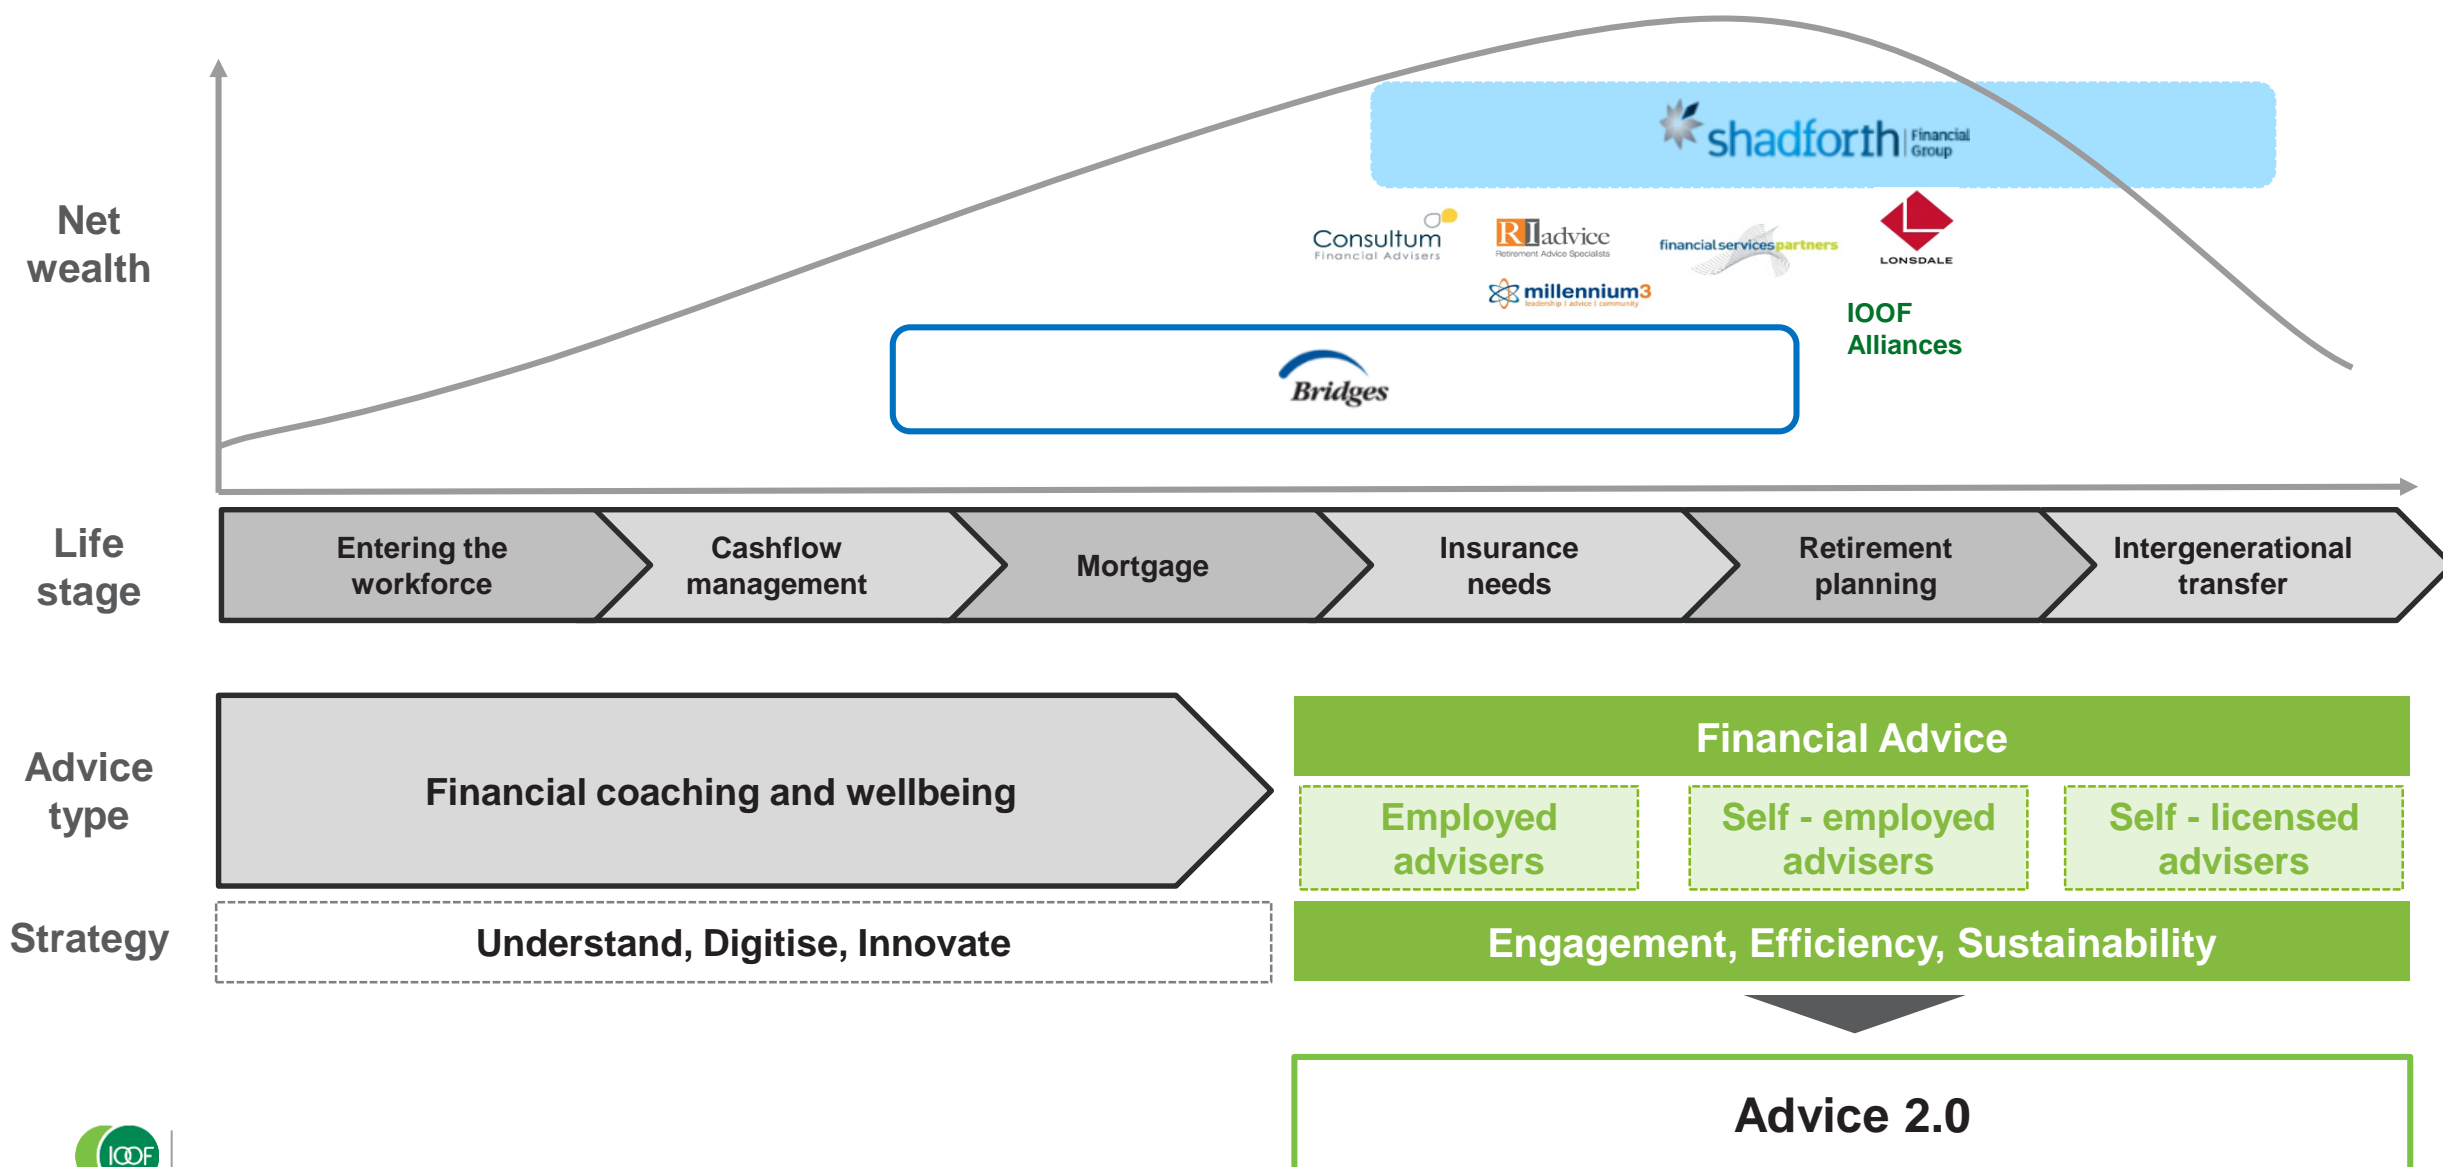 Net
wealth
shadforth Financial
Group
Consultum
Financial Advisers
RI advice
Retirement Advice Specialists
financialservicespartners
LONSDALE
millennium3
leadership | advice | community
IOOF
Alliances
Bridges
Life
stage
Entering the
workforce
Cashflow
management
Mortgage
Insurance
needs
Retirement
planning
Intergenerational
transfer
Advice
type
Financial coaching and wellbeing
Financial Advice
Employed
advisers
Self - employed
advisers
Self - licensed
advisers
Strategy
Understand, Digitise, Innovate
Engagement, Efficiency, Sustainability
Advice 2.0
IOOF